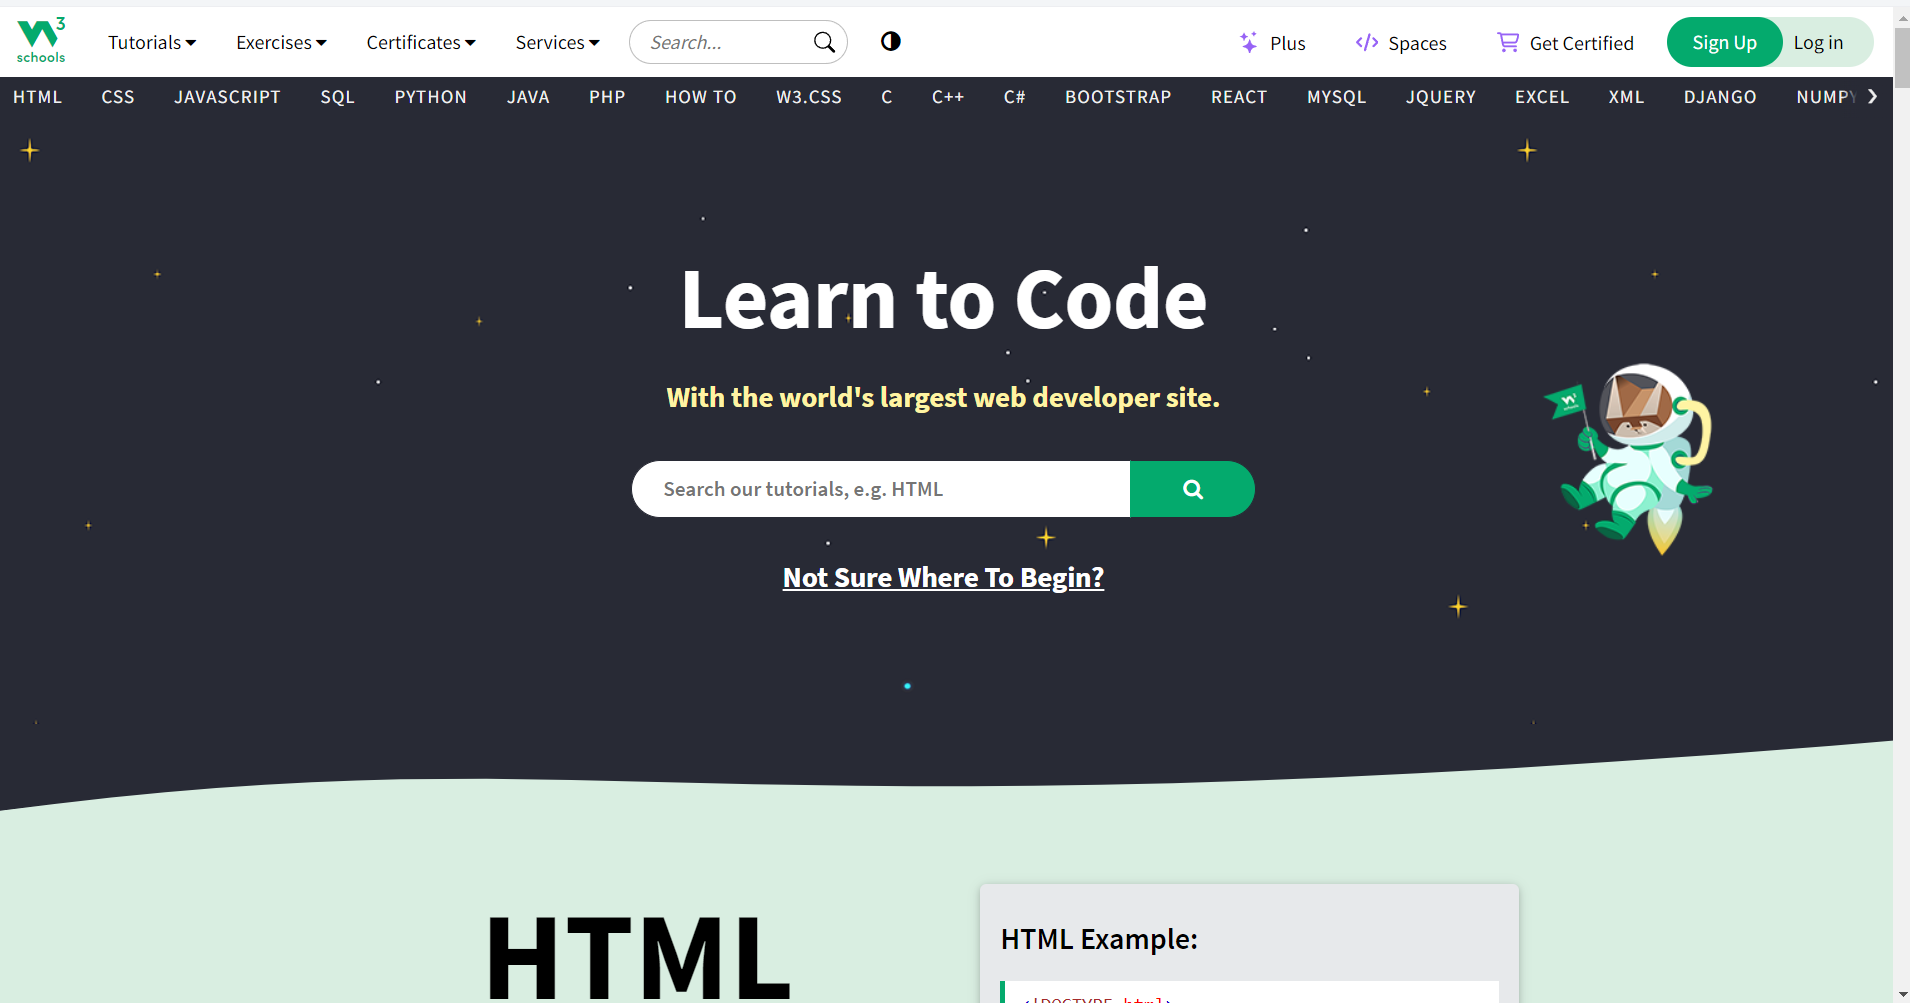 W3 schools
Tutorials Exercises Certificates Services Search... Plus </> Spaces Get Certified Sign Up Log in
HTML CSS JAVASCRIPT SQL PYTHON JAVA PHP HOW TO W3.CSS C C++ C# BOOTSTRAP REACT MYSQL JQUERY EXCEL XML DJANGO NUMPY
Learn to Code
With the world's largest web developer site.
Search our tutorials, e.g. HTML
Not Sure Where To Begin?
HTML
HTML Example:
<!DOCTYPE html>